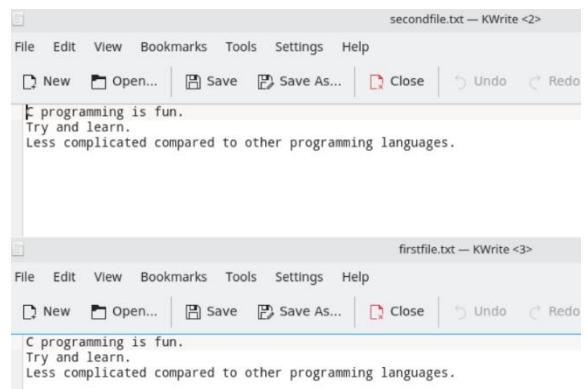 secondfile.txt — KWrite <2>
File Edit View Bookmarks Tools Settings Help
New Open... Save Save As... Close Undo Redo
C programming is fun.
Try and learn.
Less complicated compared to other programming languages.
firstfile.txt — KWrite <3>
File Edit View Bookmarks Tools Settings Help
New Open... Save Save As... Close Undo Redo
C programming is fun.
Try and learn.
Less complicated compared to other programming languages.